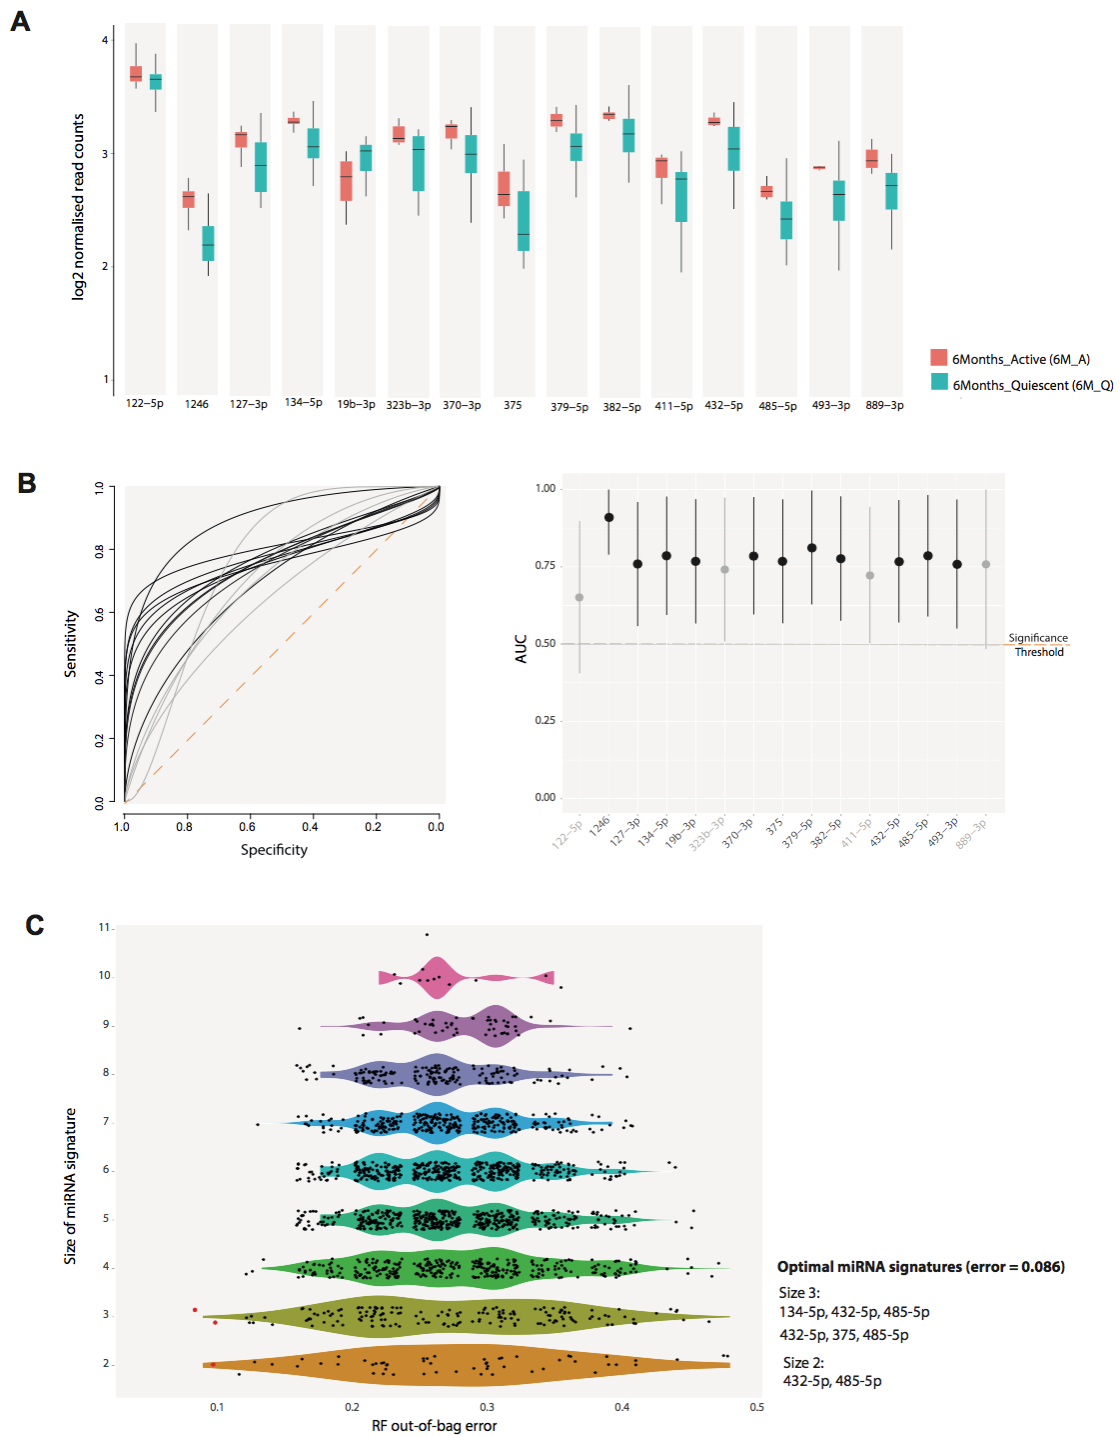 A
log2 normalised read counts
4
3
2
1
122–5p 1246 127–3p 134–5p 19b–3p 323b–3p 370–3p 375 379–5p 382–5p 411–5p 432–5p 485–5p 493–3p 889–3p
6Months_Active (6M_A)
6Months_Quiescent (6M_Q)
B
Sensitivity
1.0
0.8
0.6
0.4
0.2
0.0
1.0 0.8 0.6 0.4 0.2 0.0
Specificity
AUC
1.00
0.75
0.50
0.25
0.00
Significance
Threshold
122–5p 1246 127–3p 134–5p 19b–3p 323b–3p 370–3p 375 379–5p 382–5p 411–5p 432–5p 485–5p 493–3p 889–3p
C
Size of miRNA signature
11
10
9
8
7
6
5
4
3
2
0.1 0.2 0.3 0.4 0.5
RF out-of-bag error
Optimal miRNA signatures (error = 0.086)
Size 3:
134-5p, 432-5p, 485-5p
432-5p, 375, 485-5p
Size 2:
432-5p, 485-5p